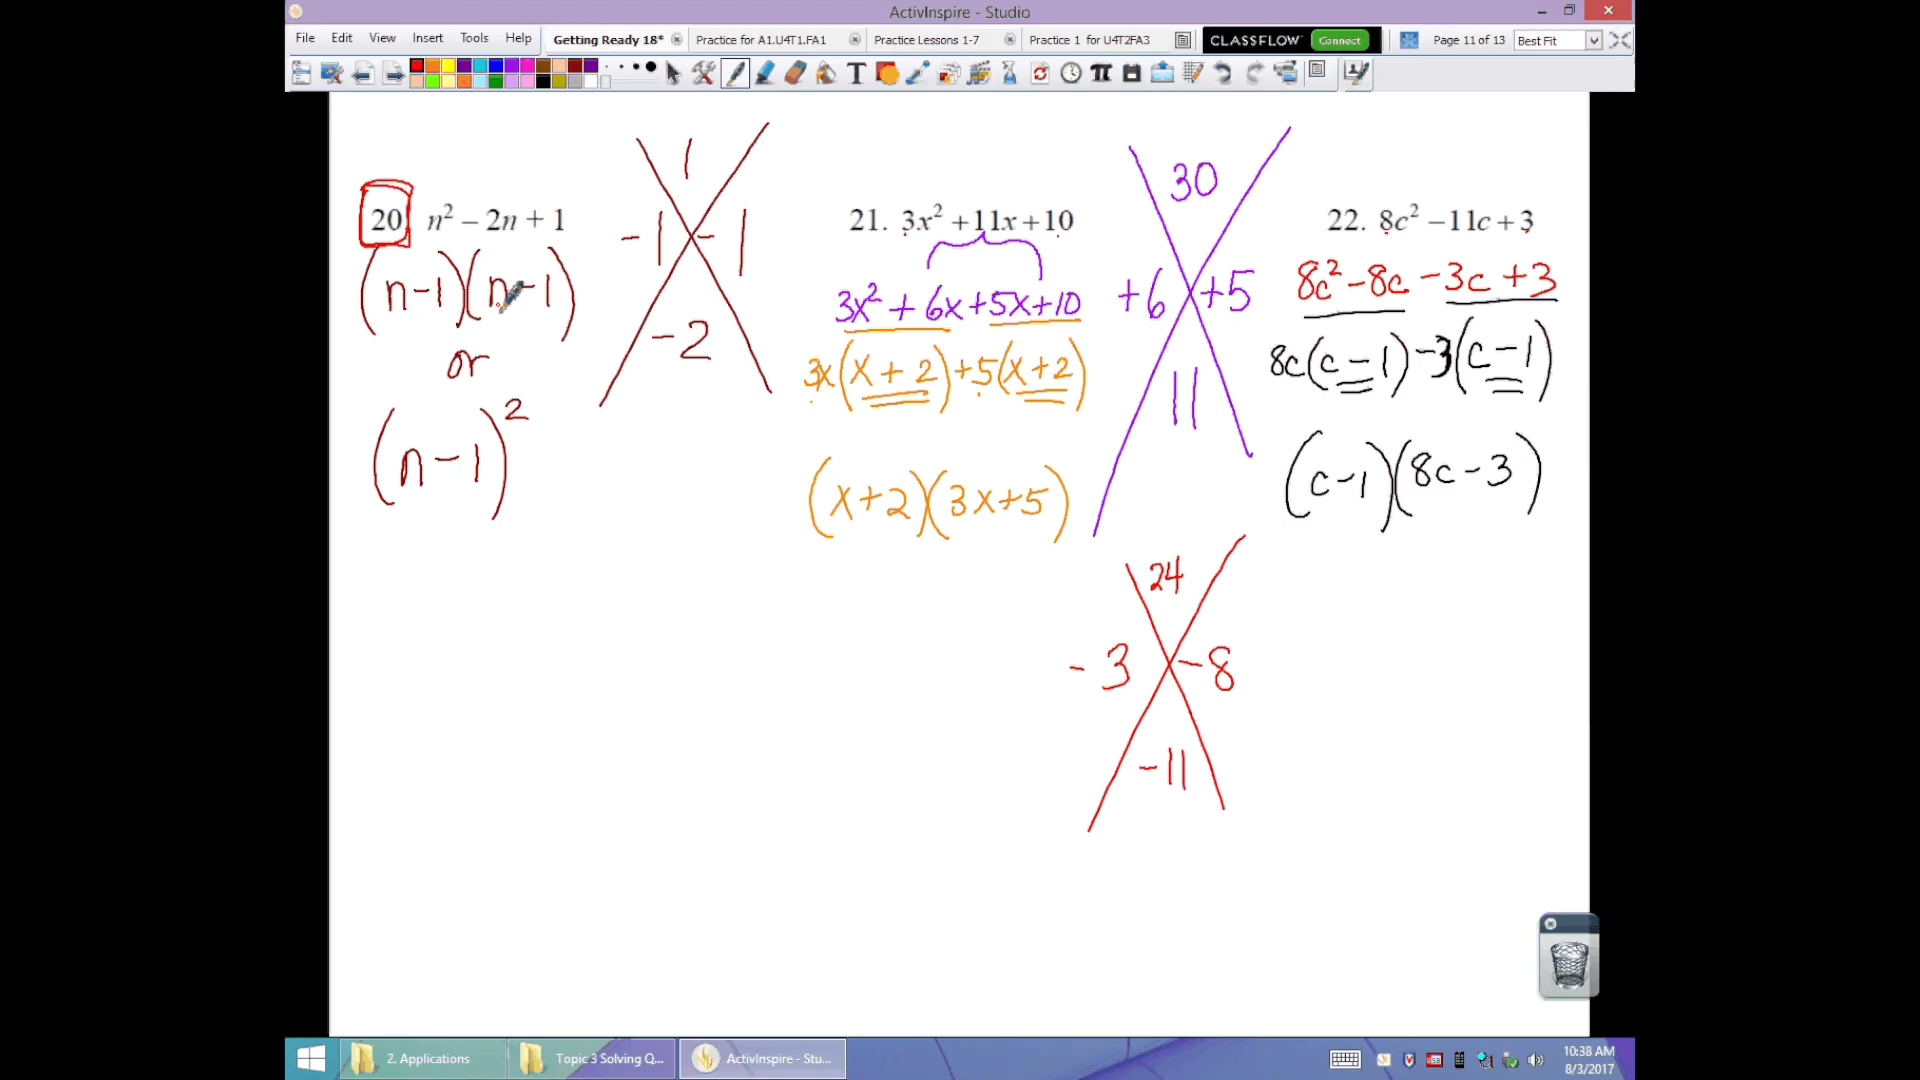 ActivInspire - Studio
File Edit View Insert Tools Help
Getting Ready 18* Practice for A1.U4T1.FA1 Practice Lessons 1-7 Practice 1 for U4T2FA3
CLASSFLOW Connect
Page 11 of 13 Best Fit
20. n² – 2n + 1
(n-1)(n-1)
or
(n-1)²
1
-1 -1
-2
21. 3x² +11x+10
3x² + 6x+5x+10
3x(x+2)+5(x+2)
(x+2)(3x+5)
30
+6 +5
11
22. 8c² –11c+3
8c²-8c -3c +3
8c(c-1)-3(c-1)
(c-1)(8c-3)
24
-3 -8
-11
2. Applications Topic 3 Solving Q... ActivInspire - Stu...
10:38 AM
8/3/2017